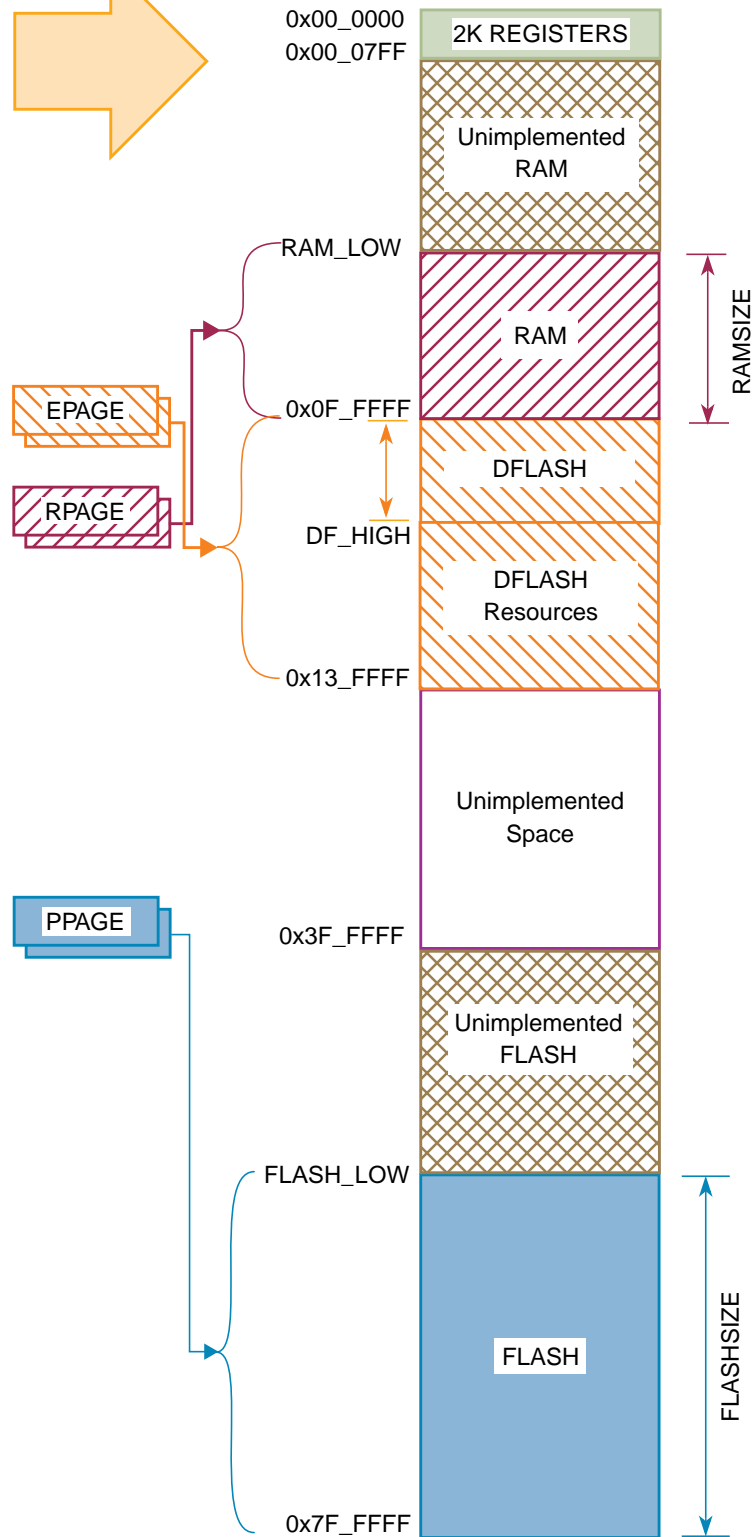 0x00_0000
2K REGISTERS
0x00_07FF
Unimplemented
RAM
RAM_LOW
RAM
RAMSIZE
EPAGE
0x0F_FFFF
DFLASH
RPAGE
DF_HIGH
DFLASH
Resources
0x13_FFFF
Unimplemented
Space
PPAGE
0x3F_FFFF
Unimplemented
FLASH
FLASH_LOW
FLASH
FLASHSIZE
0x7F_FFFF